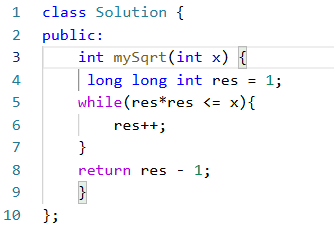 1 class Solution {
2 public:
3     int mySqrt(int x) {
4      long long int res = 1;
5     while(res*res <= x){
6         res++;
7     }
8     return res - 1;
9     }
10 };